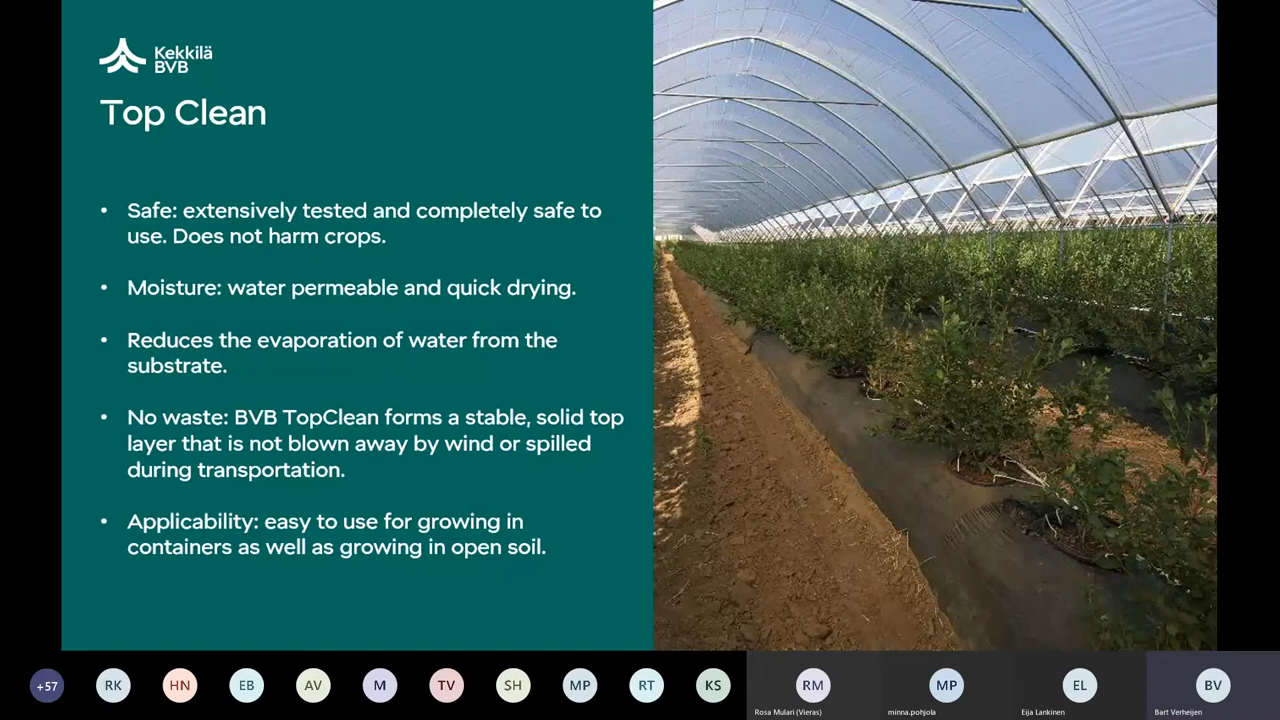 Kekkilä
BVB
Top Clean
• Safe: extensively tested and completely safe to
use. Does not harm crops.
• Moisture: water permeable and quick drying.
• Reduces the evaporation of water from the
substrate.
• No waste: BVB TopClean forms a stable, solid top
layer that is not blown away by wind or spilled
during transportation.
• Applicability: easy to use for growing in
containers as well as growing in open soil.
+57 RK HN EB AV M TV SH MP RT KS RM MP EL BV
Rosa Mulari (Vieras) minna.pohjola Eija Lankinen Bart Verheijen